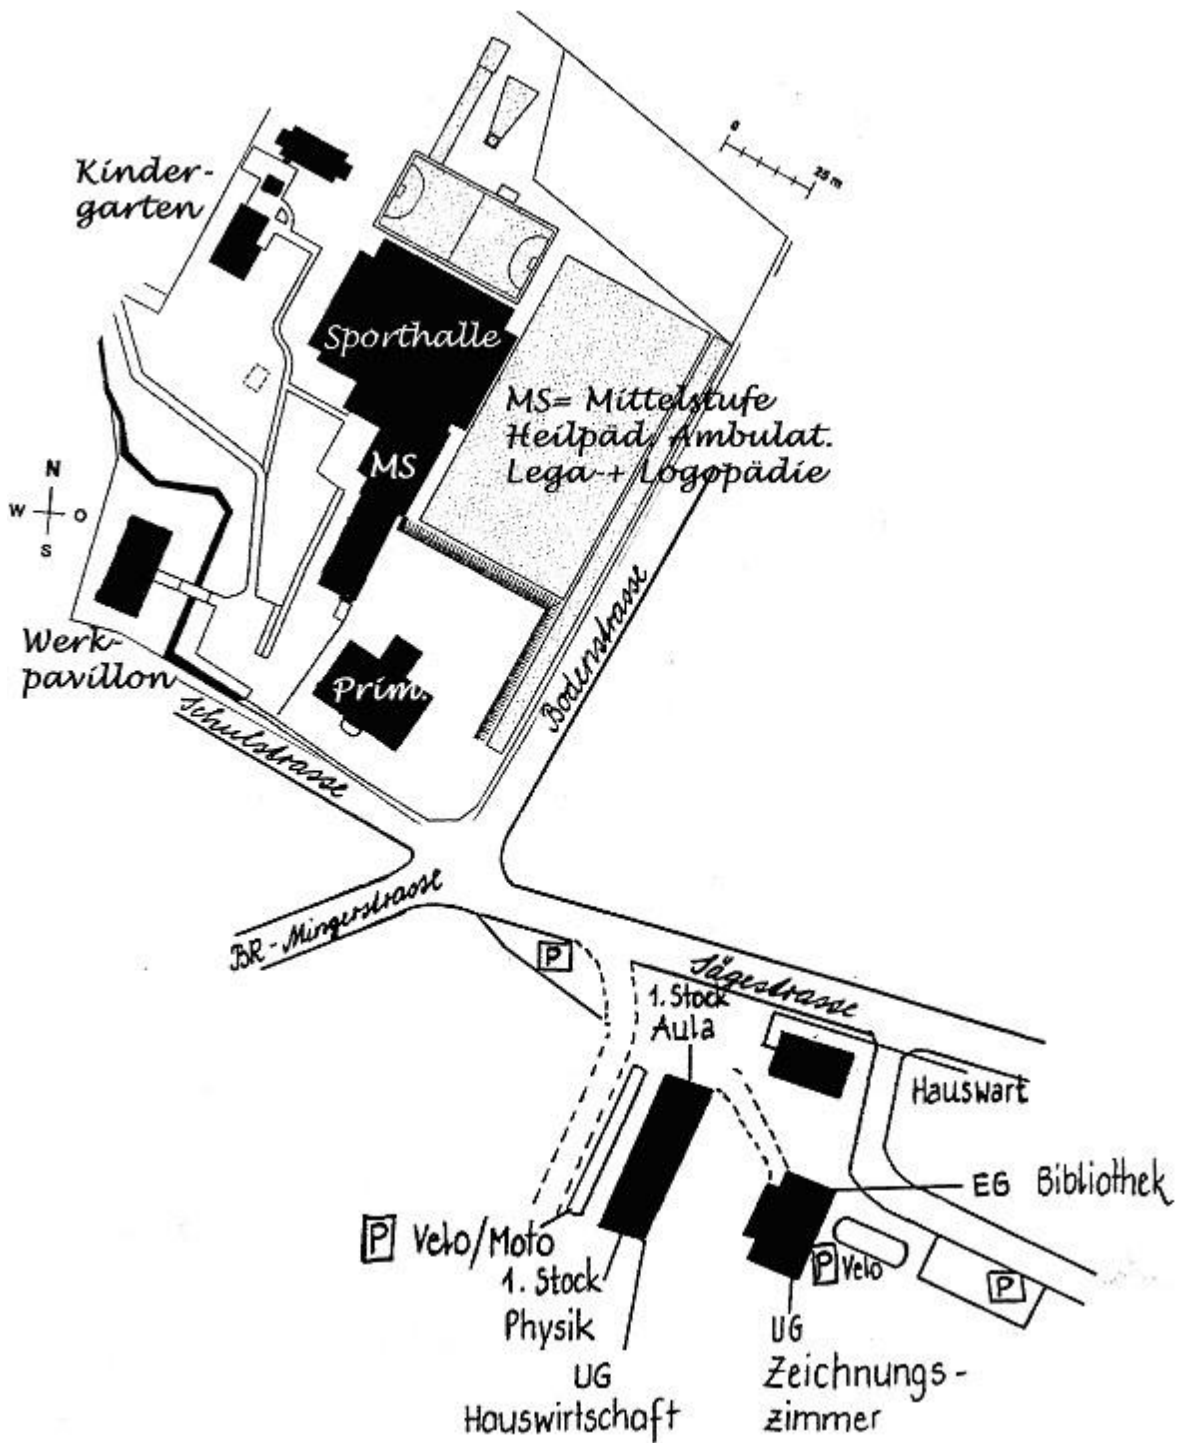 0
25 m
Kinder-
garten
Sporthalle
MS= Mittelstufe
Heilpäd. Ambulat.
Lega-+ Logopädie
MS
N
W O
S
Bodenstrasse
Werk-
pavillon
Prim.
Schulstrasse
BR-Mingerstrasse
P
Jägestrasse
1. Stock
Aula
Hauswart
EG Bibliothek
P Velo/Moto
P Velo
P
1. Stock
Physik
UG
Hauswirtschaft
UG
Zeichnungs-
zimmer